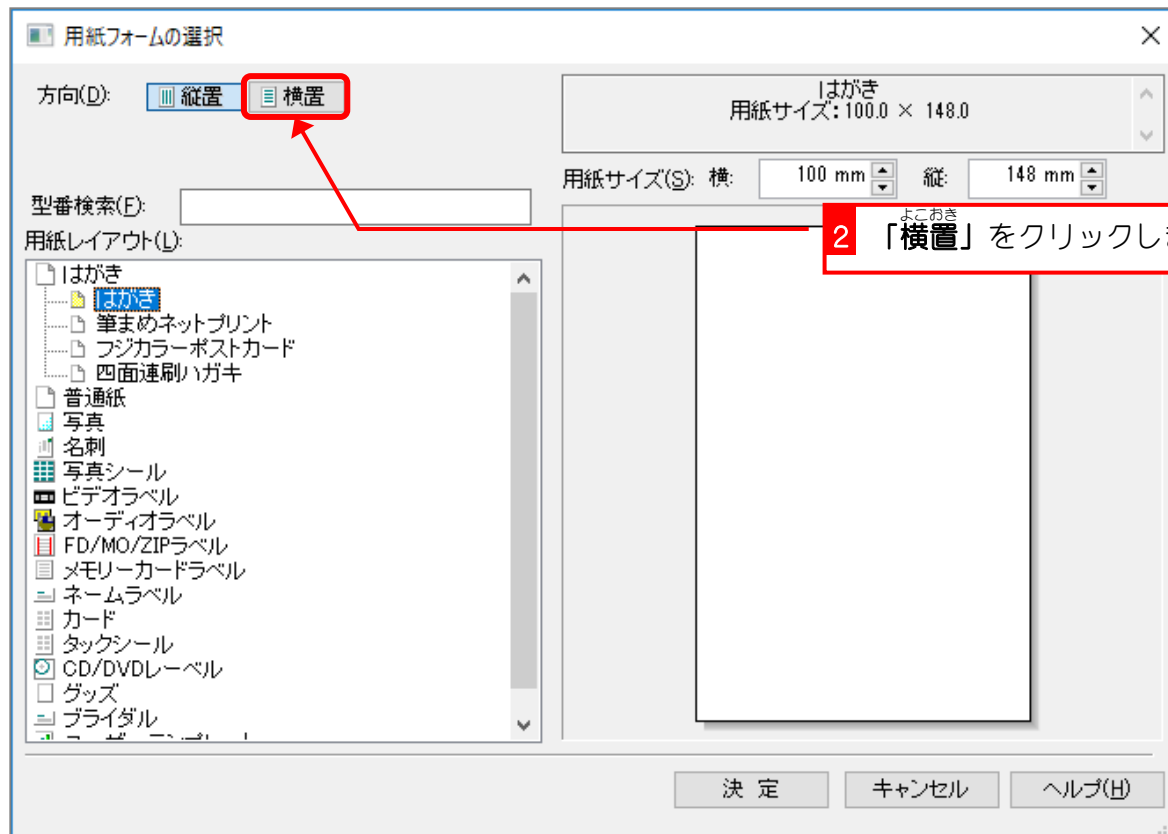 用紙フォームの選択
方向(D): 縦置 横置
はがき
用紙サイズ: 100.0 × 148.0
用紙サイズ(S): 横: 100 mm 縦: 148 mm
型番検索(F):
用紙レイアウト(L):
よこおき
2 「横置」をクリックし
はがき
はがき
筆まめネットプリント
フジカラーポストカード
四面連刷ハガキ
普通紙
写真
名刺
写真シール
ビデオラベル
オーディオラベル
FD/MO/ZIPラベル
メモリーカードラベル
ネームラベル
カード
タックシール
CD/DVDレーベル
グッズ
ブライダル
決 定 キャンセル ヘルプ(H)